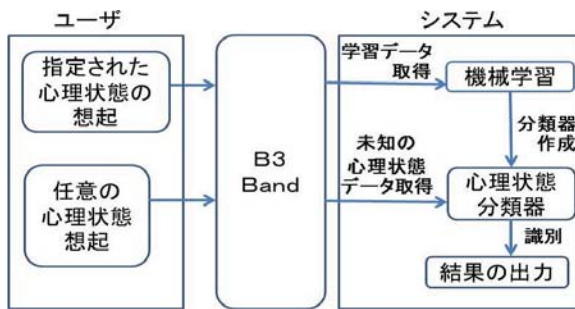 ユーザ
指定された
心理状態の
想起
任意の
心理状態
想起
B3
Band
システム
学習データ
取得
機械学習
分類器
作成
未知の
心理状態
データ取得
心理状態
分類器
識別
結果の出力